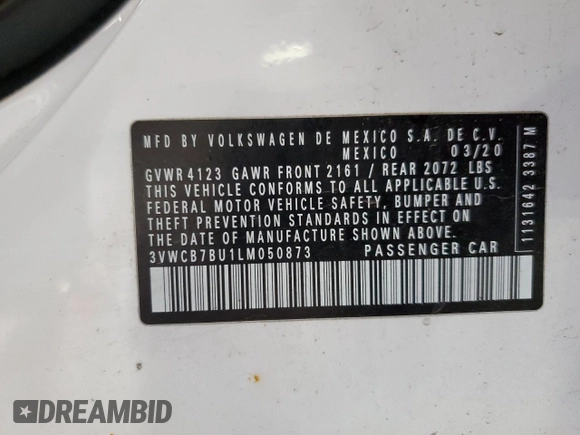 MFD BY VOLKSWAGEN DE MEXICO S.A. DE C.V.
MEXICO 03/20
GVWR 4123 GAWR FRONT 2161 / REAR 2072 LBS
THIS VEHICLE CONFORMS TO ALL APPLICABLE U.S.
FEDERAL MOTOR VEHICLE SAFETY, BUMPER AND
THEFT PREVENTION STANDARDS IN EFFECT ON
THE DATE OF MANUFACTURE SHOWN ABOVE.
3VWCB7BU1LM050873 PASSENGER CAR
1131642 3387 M
DREAMBID